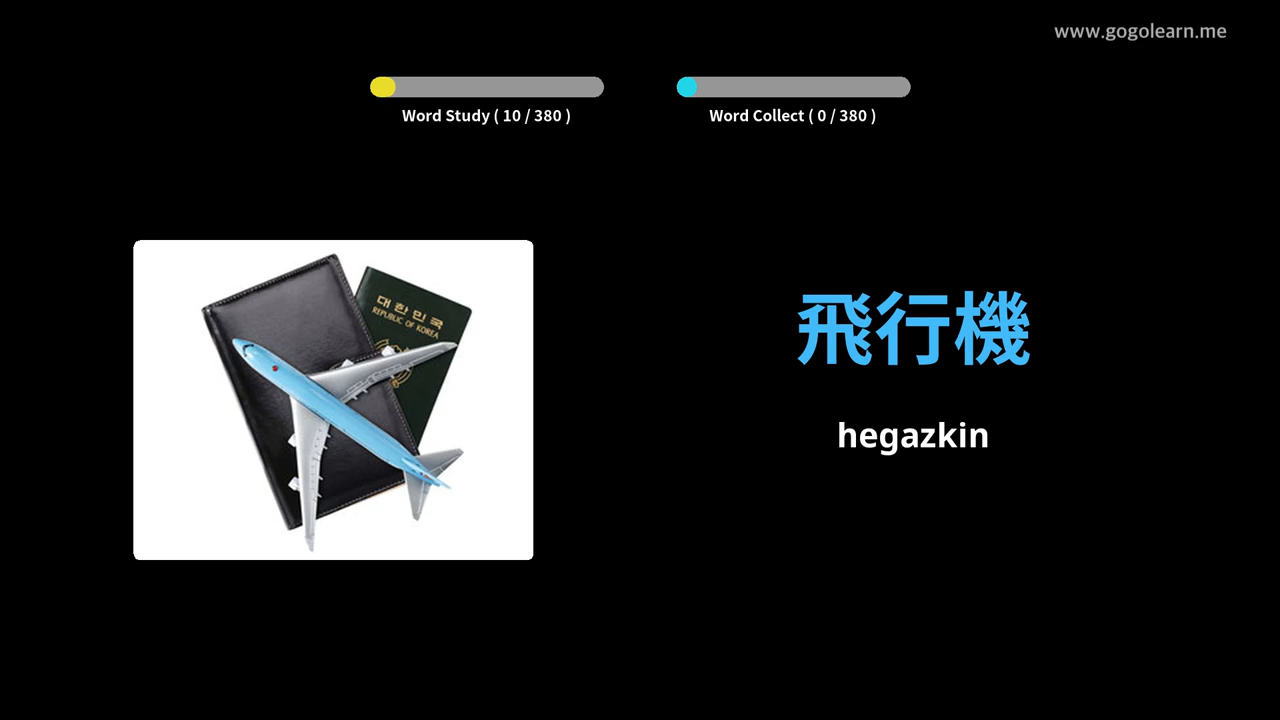 www.gogolearn.me
Word Study ( 10 / 380 )
Word Collect ( 0 / 380 )
대한민국
REPUBLIC OF KOREA
飛行機
hegazkin